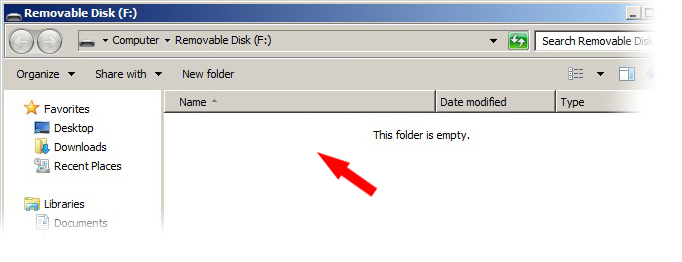 Removable Disk (F:)
Computer Removable Disk (F:) Search Removable Disk
Organize Share with New folder
Name Date modified Type
This folder is empty.
Favorites
Desktop
Downloads
Recent Places
Libraries
Documents